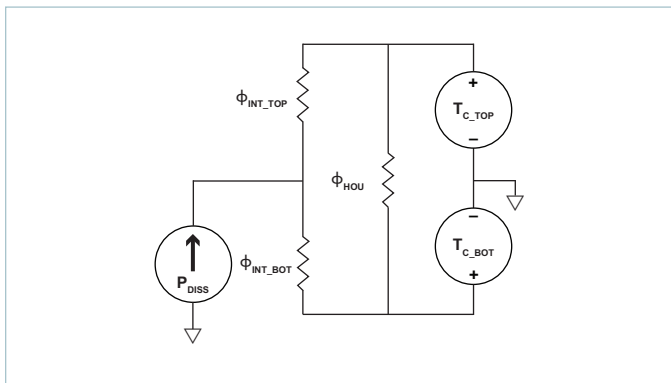 ϕINT_TOP
+
TC_TOP
–
ϕHOU
–
TC_BOT
+
ϕINT_BOT
PDISS